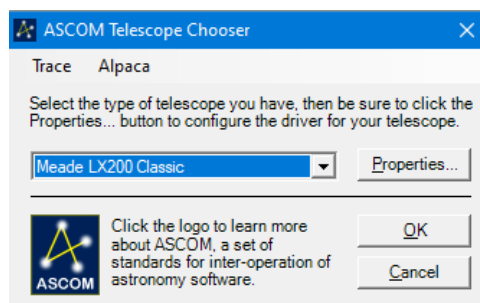 ASCOM Telescope Chooser
Trace Alpaca
Select the type of telescope you have, then be sure to click the
Properties... button to configure the driver for your telescope.
Meade LX200 Classic
Properties...
Click the logo to learn more
about ASCOM, a set of
standards for inter-operation of
astronomy software.
ASCOM
OK
Cancel